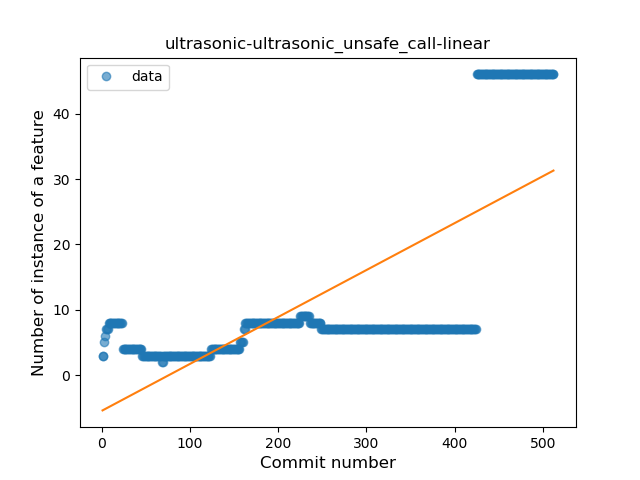 ultrasonic-ultrasonic_unsafe_call-linear
data
Number of instance of a feature
40
30
20
10
0
0 100 200 300 400 500
Commit number